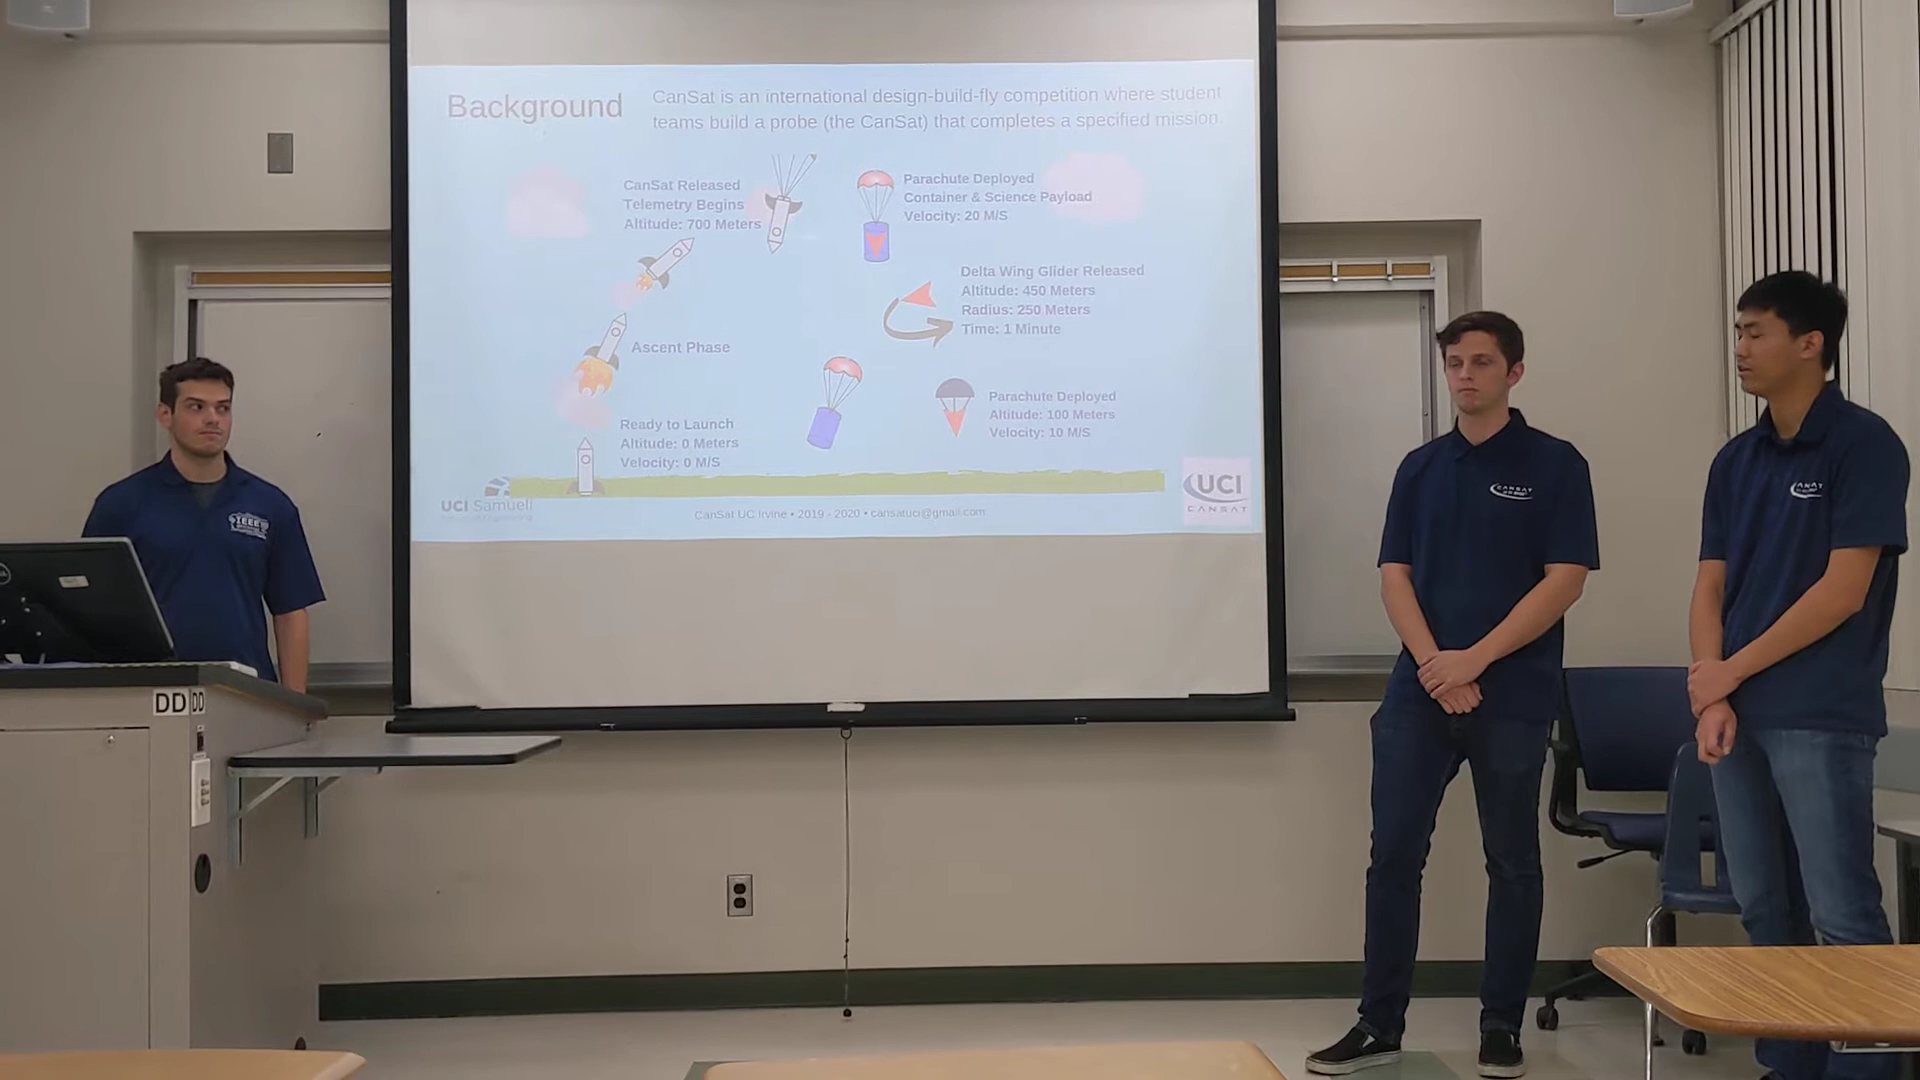 Background
CanSat is an international design-build-fly competition where student
teams build a probe (the CanSat) that completes a specified mission.
CanSat Released
Telemetry Begins
Altitude: 700 Meters
Parachute Deployed
Container & Science Payload
Velocity: 20 M/S
Delta Wing Glider Released
Altitude: 450 Meters
Radius: 250 Meters
Time: 1 Minute
Ascent Phase
Parachute Deployed
Altitude: 100 Meters
Velocity: 10 M/S
Ready to Launch
Altitude: 0 Meters
Velocity: 0 M/S
UCI Samueli
CanSat UC Irvine • 2019 - 2020 • cansatuci@gmail.com
UCI
CANSAT
IEEE
CANSAT
DD
DD